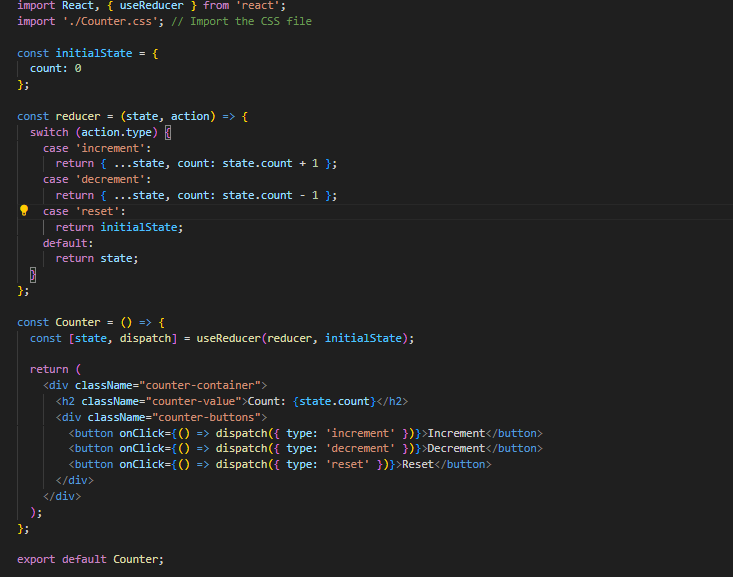 import React, { useReducer } from 'react';
import './Counter.css'; // Import the CSS file

const initialState = {
  count: 0
};

const reducer = (state, action) => {
  switch (action.type) {
    case 'increment':
      return { ...state, count: state.count + 1 };
    case 'decrement':
      return { ...state, count: state.count - 1 };
    case 'reset':
      return initialState;
    default:
      return state;
  }
};

const Counter = () => {
  const [state, dispatch] = useReducer(reducer, initialState);

  return (
    <div className="counter-container">
      <h2 className="counter-value">Count: {state.count}</h2>
      <div className="counter-buttons">
        <button onClick={() => dispatch({ type: 'increment' })}>Increment</button>
        <button onClick={() => dispatch({ type: 'decrement' })}>Decrement</button>
        <button onClick={() => dispatch({ type: 'reset' })}>Reset</button>
      </div>
    </div>
  );
};

export default Counter;